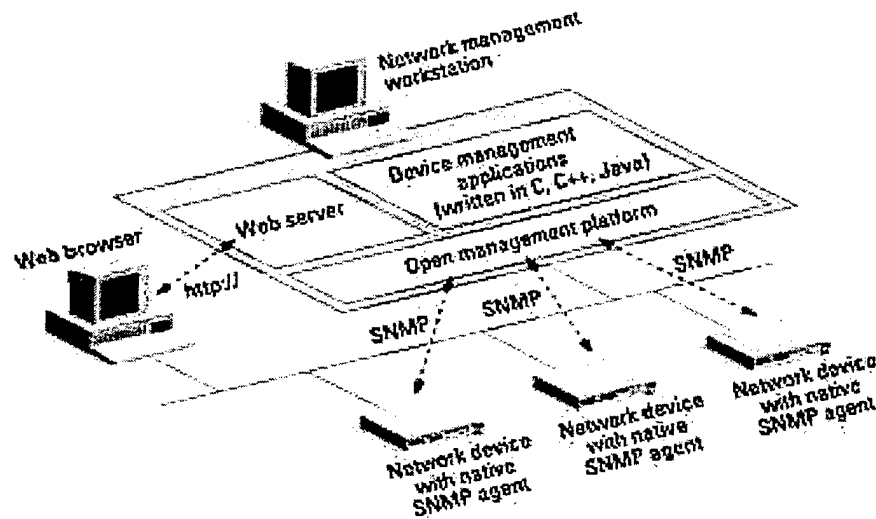 Network management
workstation
Device management
applications
(written in C, C++, Java)
Web server
Open management platform
Web browser
http://
SNMP
SNMP
SNMP
Network device
with native
SNMP agent
Network device
with native
SNMP agent
Network device
with native
SNMP agent